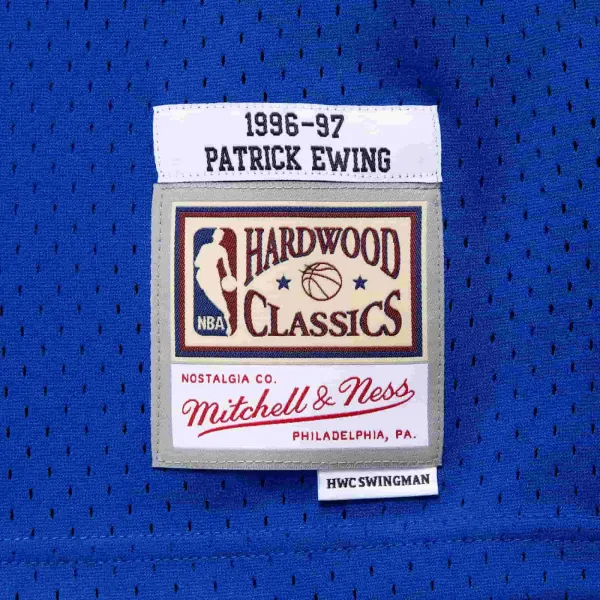 1996-97
PATRICK EWING
HARDWOOD
CLASSICS
NBA
NOSTALGIA CO.
Mitchell & Ness
PHILADELPHIA, PA.
HWC SWINGMAN